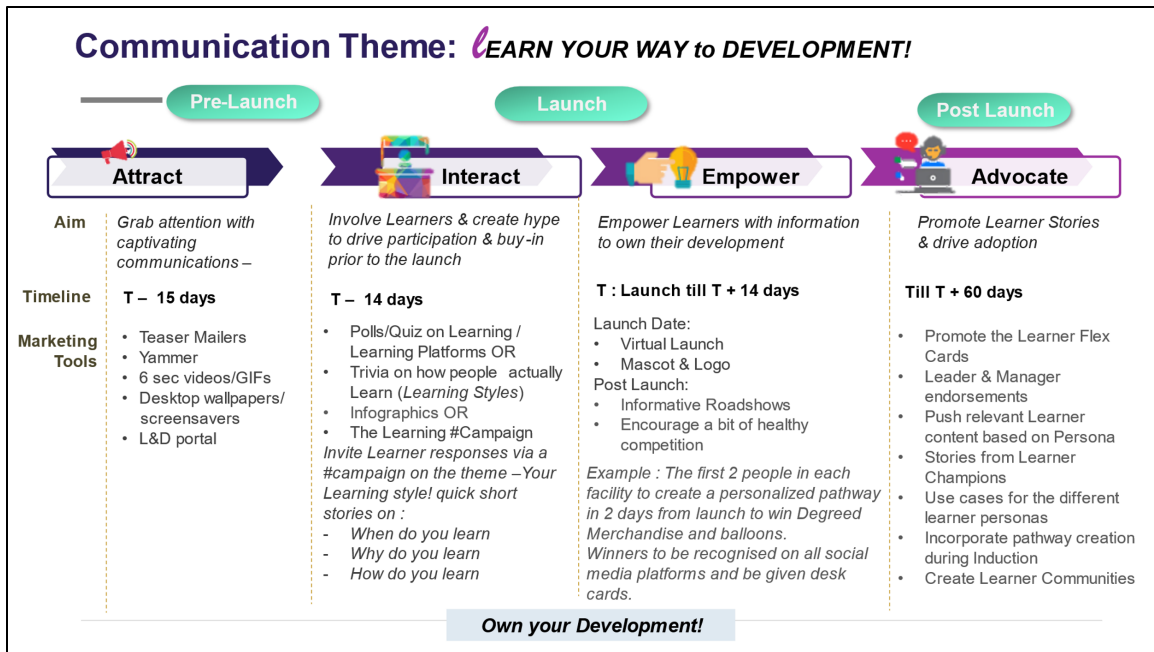 Communication Theme: lEARN YOUR WAY to DEVELOPMENT!
Pre-Launch
Launch
Post Launch
Attract
Interact
Empower
Advocate
Aim
Grab attention with
captivating
communications –
Involve Learners & create hype
to drive participation & buy-in
prior to the launch
Empower Learners with information
to own their development
Promote Learner Stories
& drive adoption
Timeline
T – 15 days
T – 14 days
T : Launch till T + 14 days
Till T + 60 days
Marketing
Tools
• Teaser Mailers
• Yammer
• 6 sec videos/GIFs
• Desktop wallpapers/
screensavers
• L&D portal
• Polls/Quiz on Learning /
Learning Platforms OR
• Trivia on how people actually
Learn (Learning Styles)
• Infographics OR
• The Learning #Campaign
Invite Learner responses via a
#campaign on the theme –Your
Learning style! quick short
stories on :
- When do you learn
- Why do you learn
- How do you learn
Launch Date:
• Virtual Launch
• Mascot & Logo
Post Launch:
• Informative Roadshows
• Encourage a bit of healthy
competition
Example : The first 2 people in each
facility to create a personalized pathway
in 2 days from launch to win Degreed
Merchandise and balloons.
Winners to be recognised on all social
media platforms and be given desk
cards.
• Promote the Learner Flex
Cards
• Leader & Manager
endorsements
• Push relevant Learner
content based on Persona
• Stories from Learner
Champions
• Use cases for the different
learner personas
• Incorporate pathway creation
during Induction
• Create Learner Communities
Own your Development!